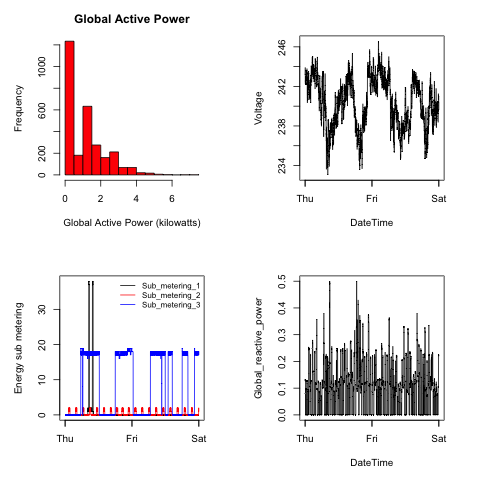 Global Active Power
Frequency
1200
1000
600
200
0
0 2 4 6
Global Active Power (kilowatts)
Voltage
246
242
238
234
Thu Fri Sat
DateTime
Energy sub metering
30
20
10
0
Sub_metering_1
Sub_metering_2
Sub_metering_3
Thu Fri Sat
Global_reactive_power
0.5
0.4
0.3
0.2
0.1
0.0
Thu Fri Sat
DateTime